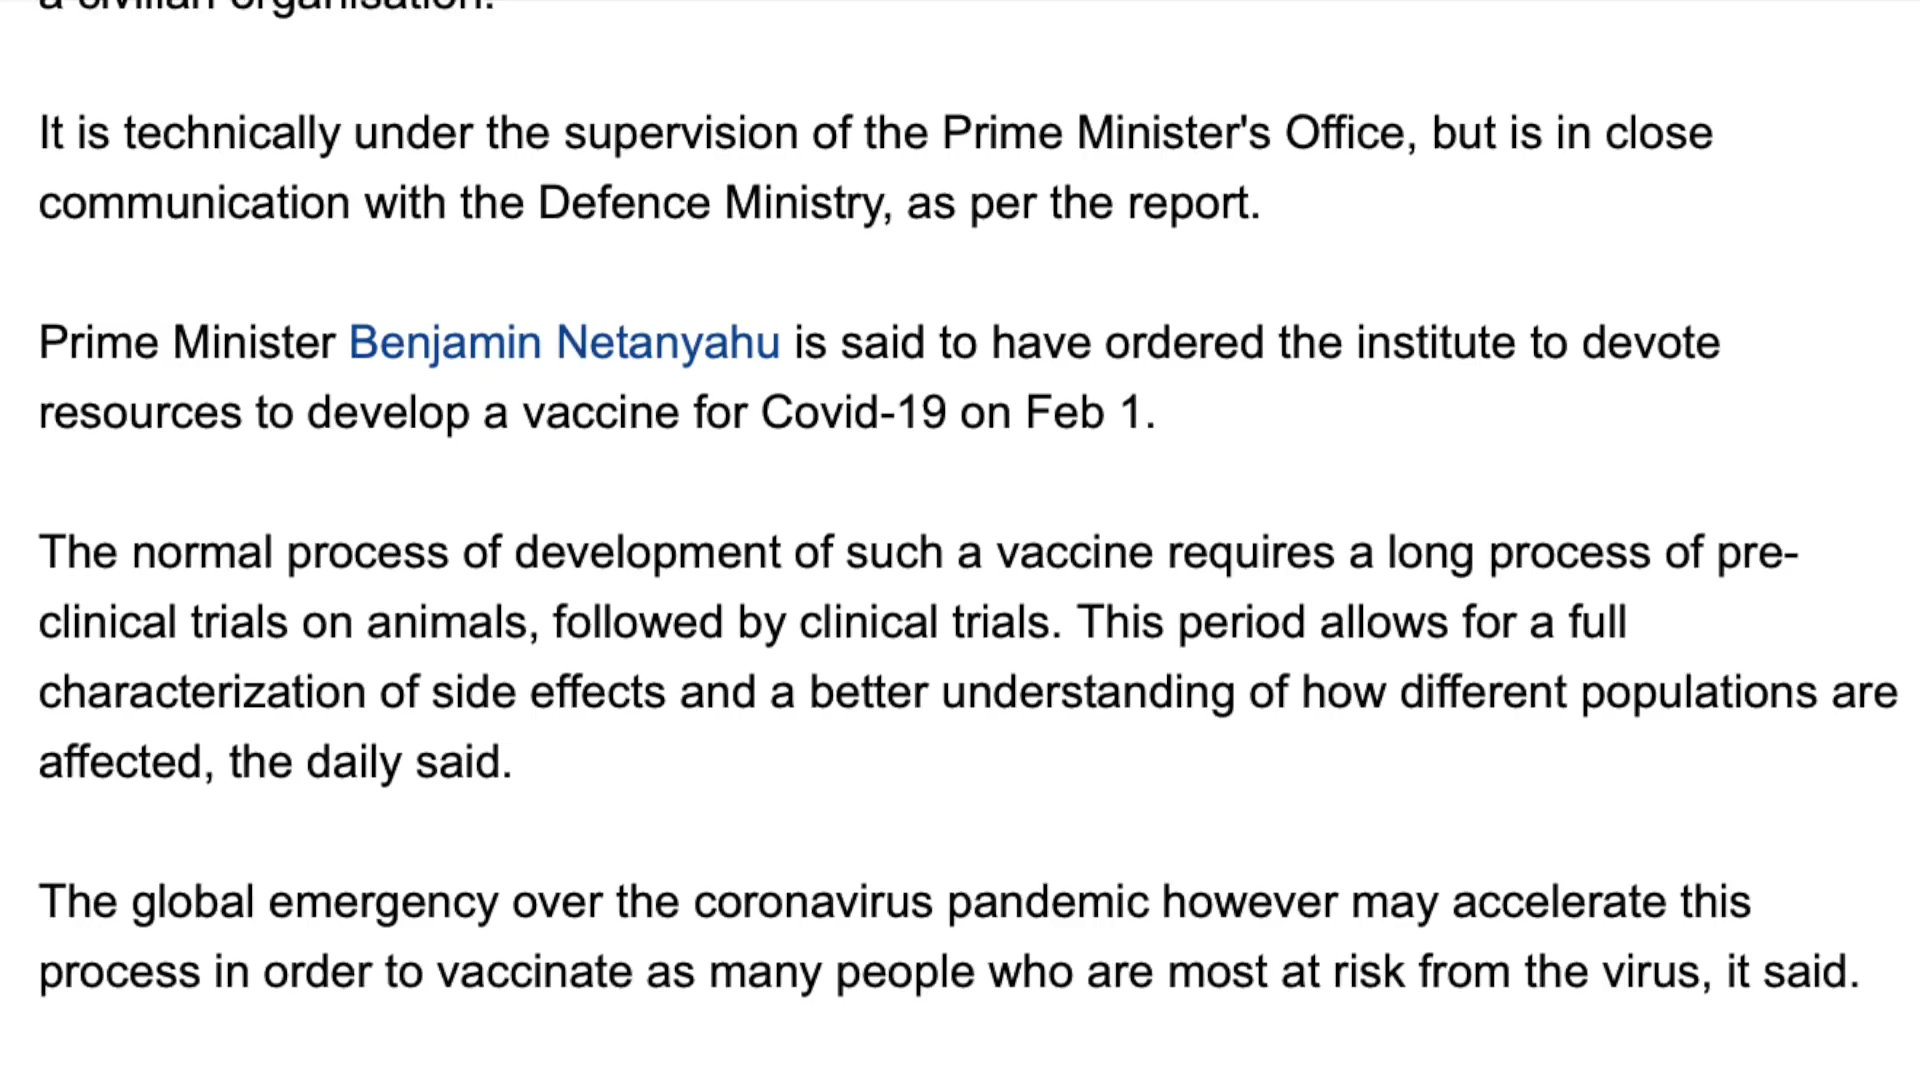 a civilian organisation.
It is technically under the supervision of the Prime Minister's Office, but is in close
communication with the Defence Ministry, as per the report.
Prime Minister Benjamin Netanyahu is said to have ordered the institute to devote
resources to develop a vaccine for Covid-19 on Feb 1.
The normal process of development of such a vaccine requires a long process of pre-
clinical trials on animals, followed by clinical trials. This period allows for a full
characterization of side effects and a better understanding of how different populations are
affected, the daily said.
The global emergency over the coronavirus pandemic however may accelerate this
process in order to vaccinate as many people who are most at risk from the virus, it said.